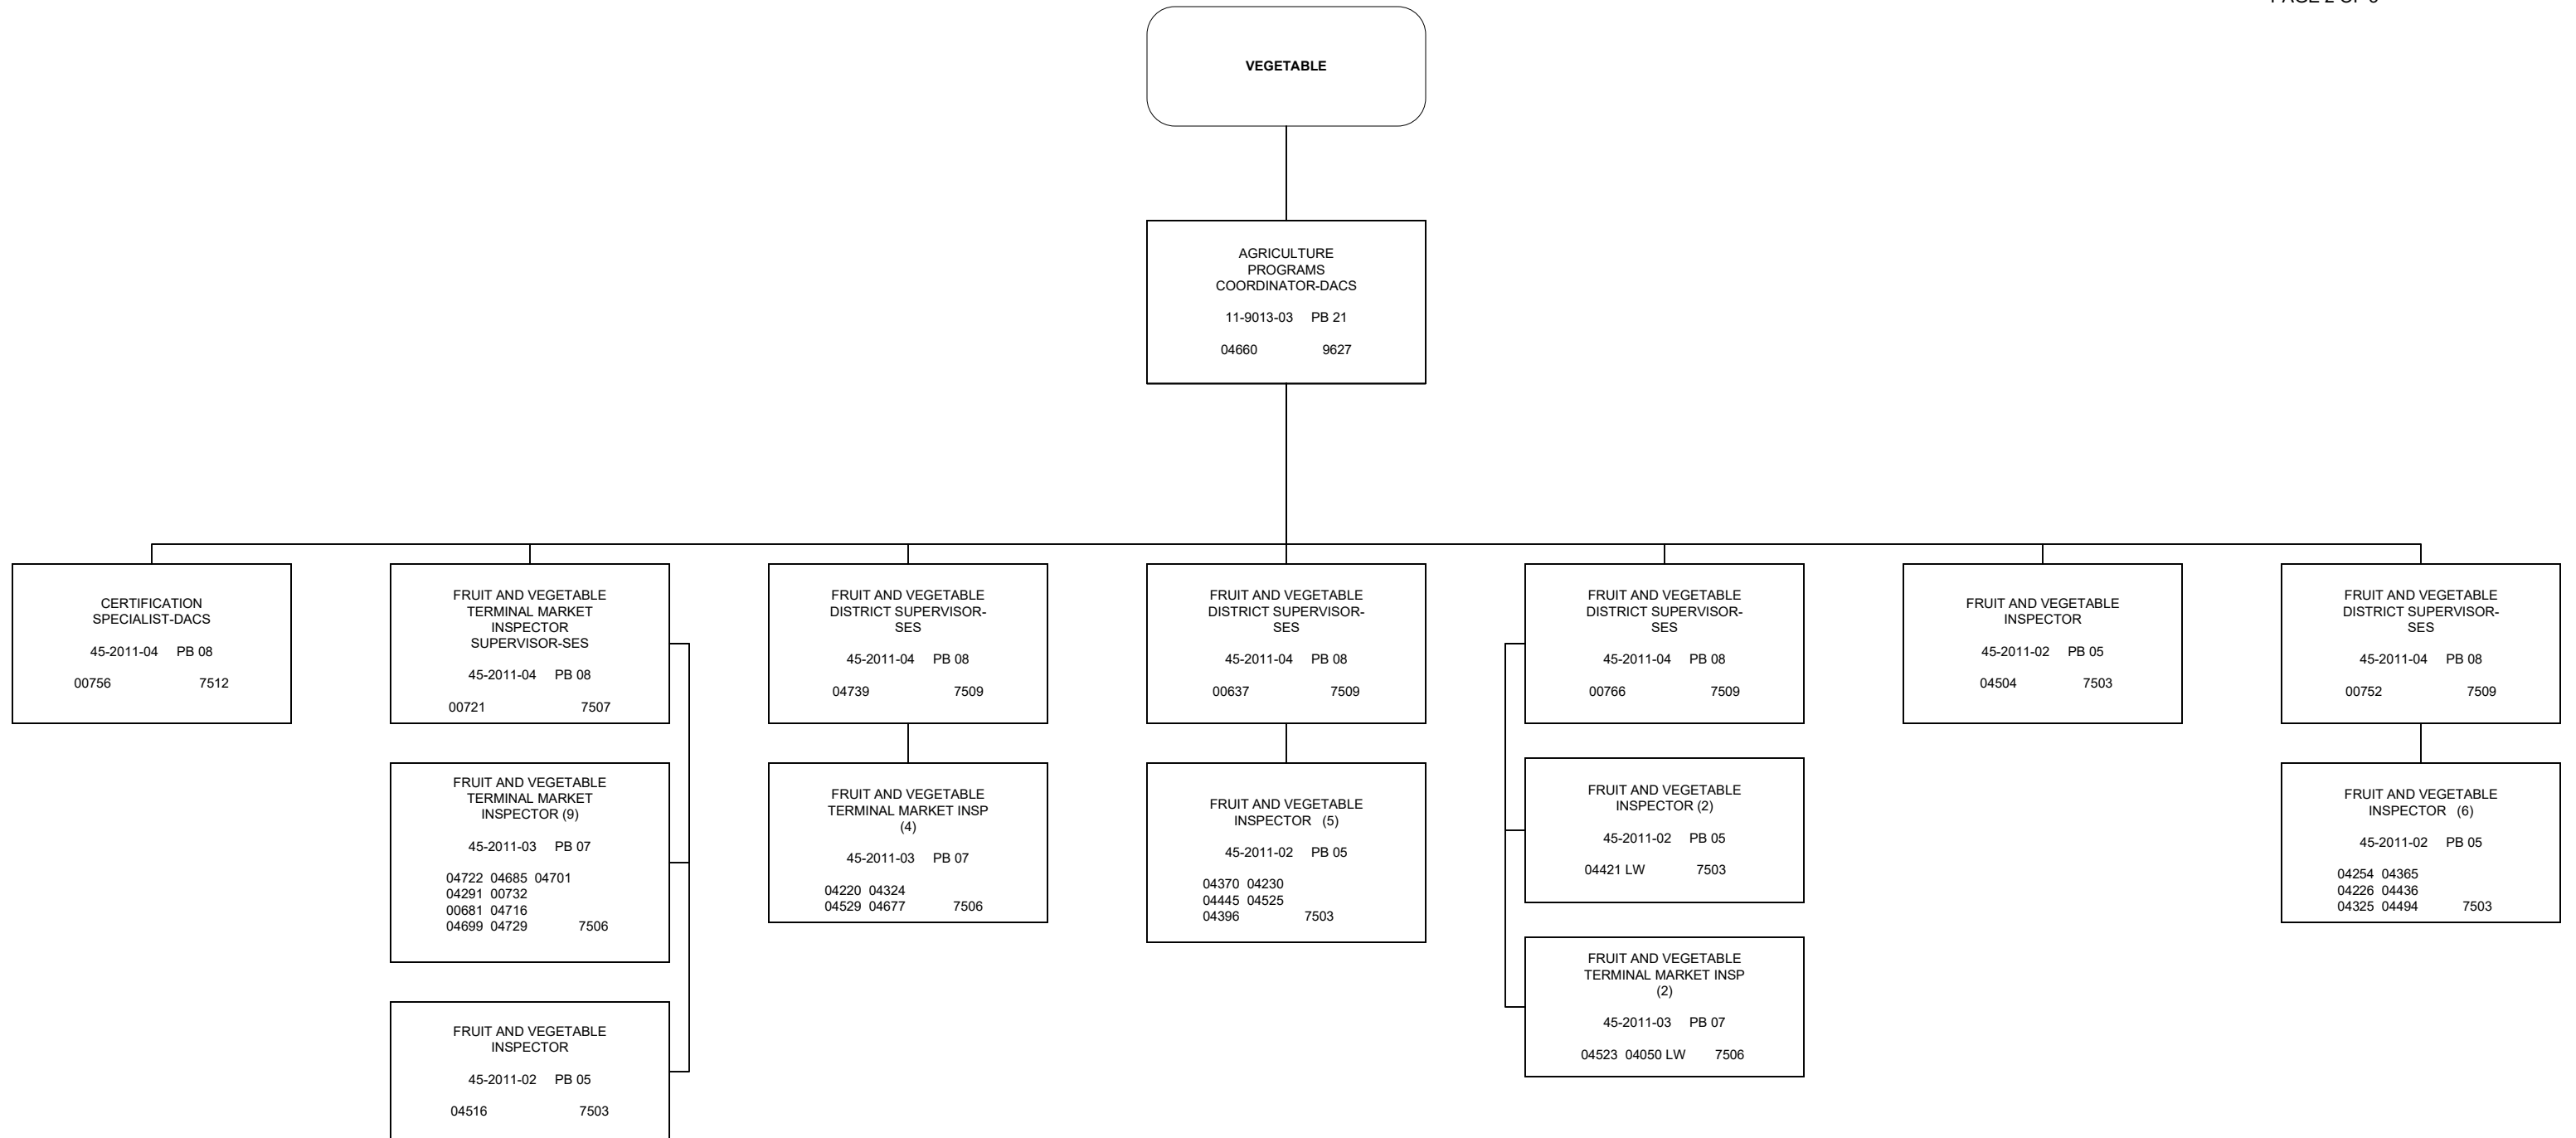 PAGE 2 OF
VEGETABLE
AGRICULTURE
PROGRAMS
COORDINATOR-DACS
11-9013-03 PB 21
04660 9627
CERTIFICATION
SPECIALIST-DACS
45-2011-04 PB 08
00756 7512
FRUIT AND VEGETABLE
TERMINAL MARKET
INSPECTOR
SUPERVISOR-SES
45-2011-04 PB 08
00721 7507
FRUIT AND VEGETABLE
TERMINAL MARKET
INSPECTOR (9)
45-2011-03 PB 07
04722 04685 04701
04291 00732
00681 04716
04699 04729 7506
FRUIT AND VEGETABLE
INSPECTOR
45-2011-02 PB 05
04516 7503
FRUIT AND VEGETABLE
DISTRICT SUPERVISOR-
SES
45-2011-04 PB 08
04739 7509
FRUIT AND VEGETABLE
TERMINAL MARKET INSP
(4)
45-2011-03 PB 07
04220 04324
04529 04677 7506
FRUIT AND VEGETABLE
DISTRICT SUPERVISOR-
SES
45-2011-04 PB 08
00637 7509
FRUIT AND VEGETABLE
INSPECTOR (5)
45-2011-02 PB 05
04370 04230
04445 04525
04396 7503
FRUIT AND VEGETABLE
DISTRICT SUPERVISOR-
SES
45-2011-04 PB 08
00766 7509
FRUIT AND VEGETABLE
INSPECTOR (2)
45-2011-02 PB 05
04421 LW 7503
FRUIT AND VEGETABLE
TERMINAL MARKET INSP
(2)
45-2011-03 PB 07
04523 04050 LW 7506
FRUIT AND VEGETABLE
INSPECTOR
45-2011-02 PB 05
04504 7503
FRUIT AND VEGETABLE
DISTRICT SUPERVISOR-
SES
45-2011-04 PB 08
00752 7509
FRUIT AND VEGETABLE
INSPECTOR (6)
45-2011-02 PB 05
04254 04365
04226 04436
04325 04494 7503